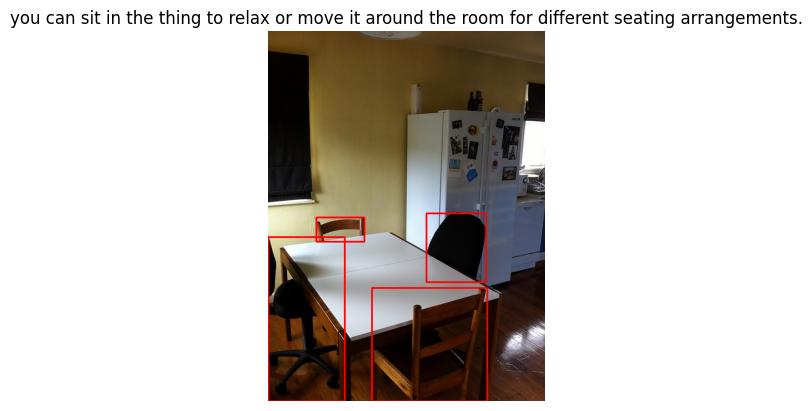 you can sit in the thing to relax or move it around the room for different seating arrangements.